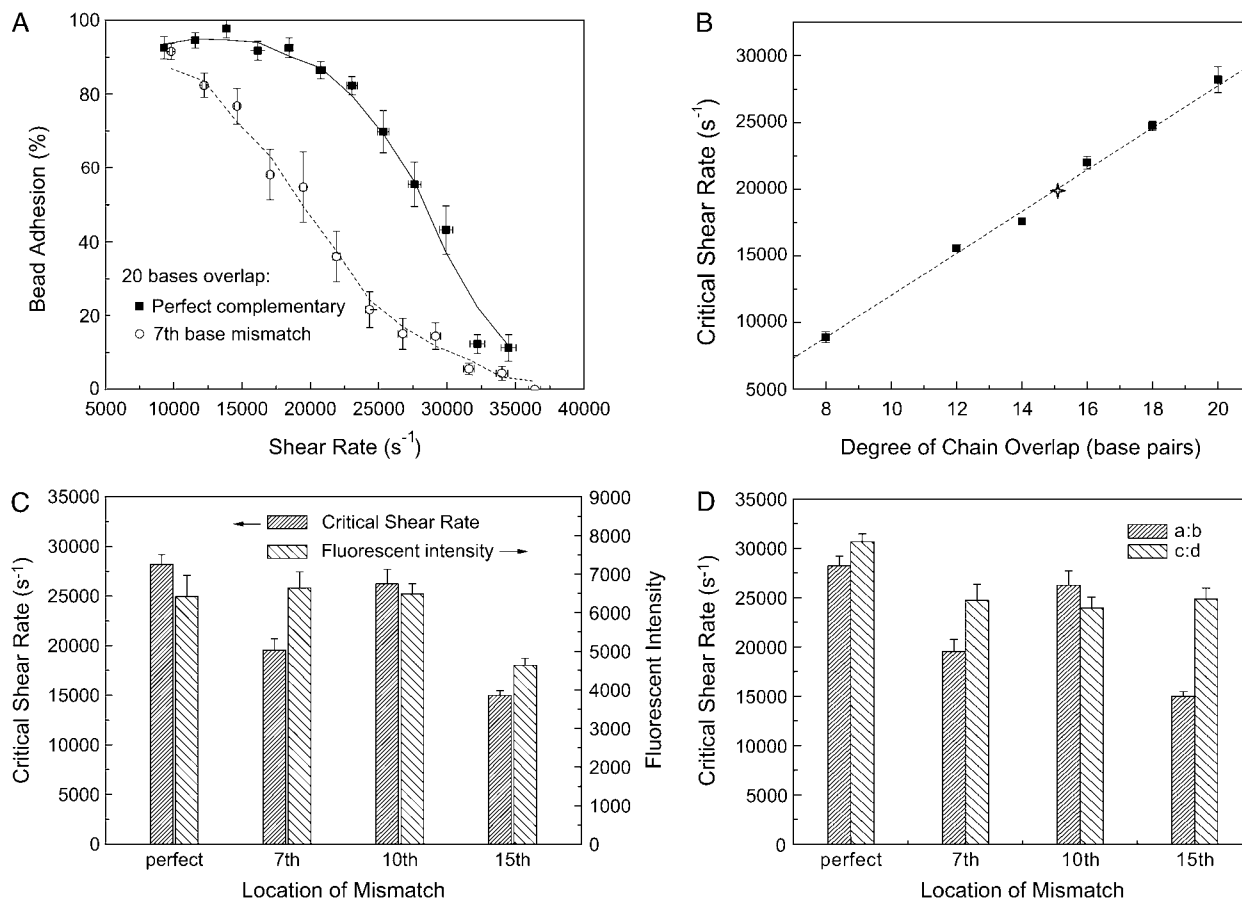 A
100
80
60
40
20
0
Bead Adhesion (%)
20 bases overlap:
Perfect complementary
7th base mismatch
5000 10000 15000 20000 25000 30000 35000 40000
Shear Rate (s⁻¹)
B
30000
25000
20000
15000
10000
5000
Critical Shear Rate (s⁻¹)
8 10 12 14 16 18 20
Degree of Chain Overlap (base pairs)
C
35000
30000
25000
20000
15000
10000
5000
0
Critical Shear Rate (s⁻¹)
Critical Shear Rate
Fluorescent intensity
9000
8000
7000
6000
5000
4000
3000
2000
1000
0
Fluorescent Intensity
perfect 7th 10th 15th
Location of Mismatch
D
35000
30000
25000
20000
15000
10000
5000
0
Critical Shear Rate (s⁻¹)
a:b
c:d
perfect 7th 10th 15th
Location of Mismatch